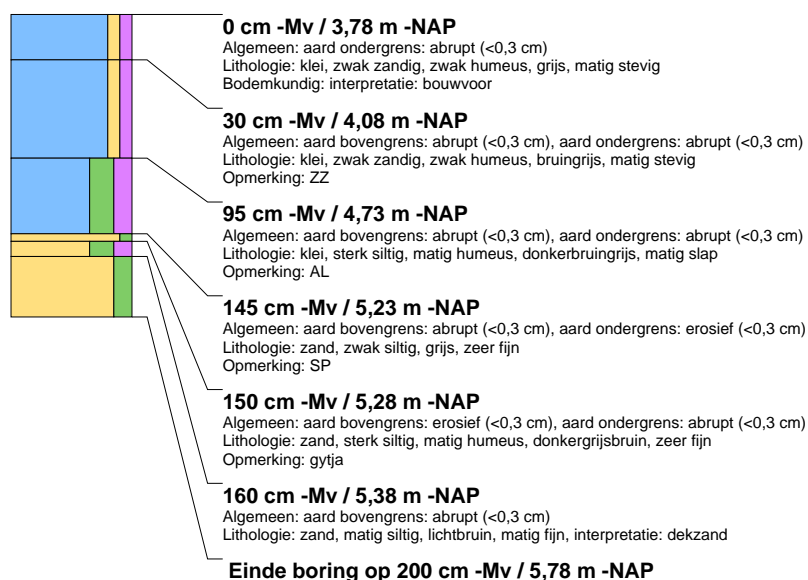 0 cm -Mv / 3,78 m -NAP
Algemeen: aard ondergrens: abrupt (<0,3 cm)
Lithologie: klei, zwak zandig, zwak humeus, grijs, matig stevig
Bodemkundig: interpretatie: bouwvoor
30 cm -Mv / 4,08 m -NAP
Algemeen: aard bovengrens: abrupt (<0,3 cm), aard ondergrens: abrupt (<0,3 cm)
Lithologie: klei, zwak zandig, zwak humeus, bruingrijs, matig stevig
Opmerking: ZZ
95 cm -Mv / 4,73 m -NAP
Algemeen: aard bovengrens: abrupt (<0,3 cm), aard ondergrens: abrupt (<0,3 cm)
Lithologie: klei, sterk siltig, matig humeus, donkerbruingrijs, matig slap
Opmerking: AL
145 cm -Mv / 5,23 m -NAP
Algemeen: aard bovengrens: abrupt (<0,3 cm), aard ondergrens: erosief (<0,3 cm)
Lithologie: zand, zwak siltig, grijs, zeer fijn
Opmerking: SP
150 cm -Mv / 5,28 m -NAP
Algemeen: aard bovengrens: erosief (<0,3 cm), aard ondergrens: abrupt (<0,3 cm)
Lithologie: zand, sterk siltig, matig humeus, donkergrijsbruin, zeer fijn
Opmerking: gytja
160 cm -Mv / 5,38 m -NAP
Algemeen: aard bovengrens: abrupt (<0,3 cm)
Lithologie: zand, matig siltig, lichtbruin, matig fijn, interpretatie: dekzand
Einde boring op 200 cm -Mv / 5,78 m -NAP